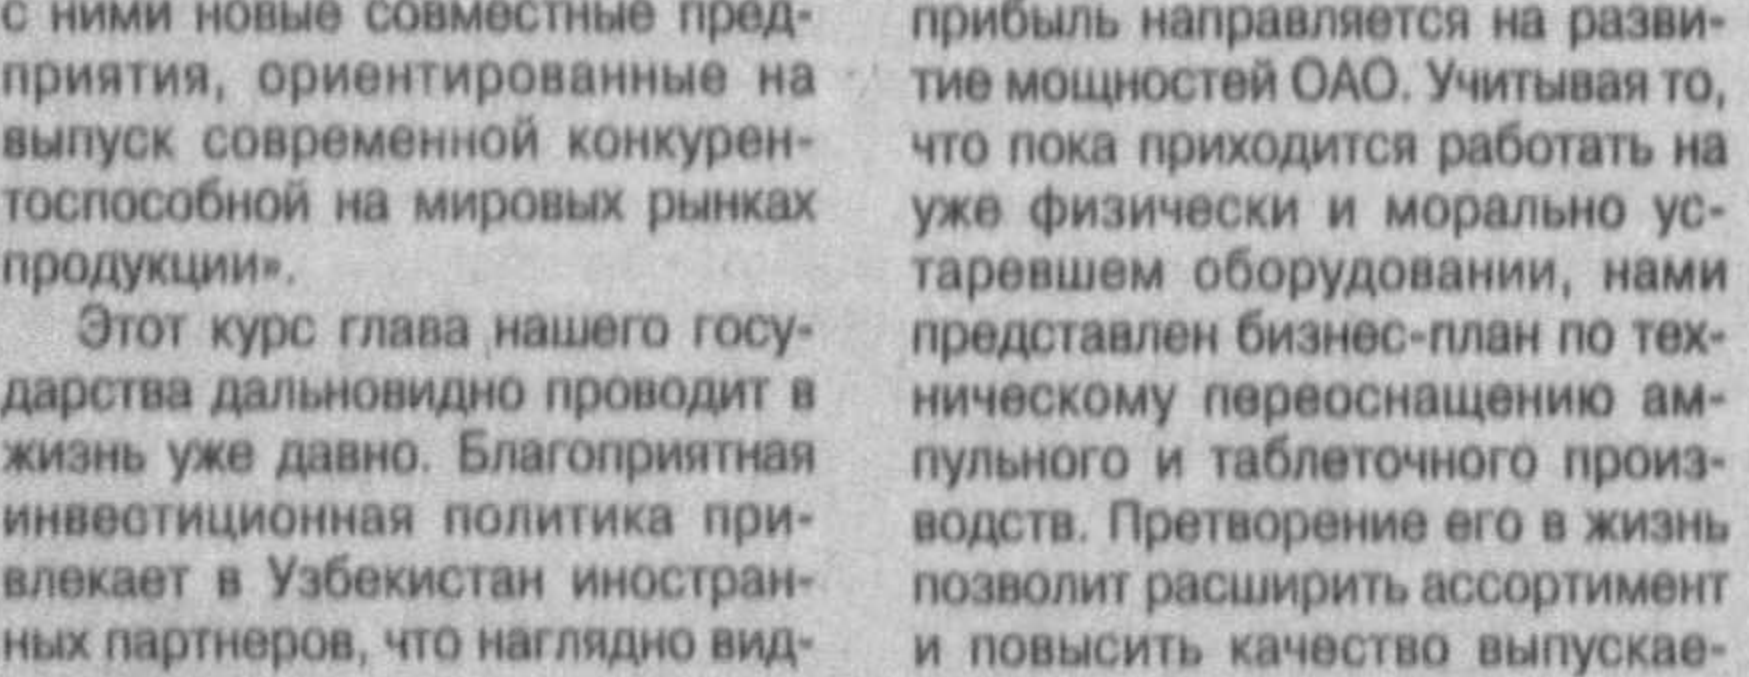 с ними новые совместные пред-
приятия, ориентированные на
выпуск современной конкурен-
тоспособной на мировых рынках
продукции».
Этот курс глава нашего госу-
дарства дальновидно проводит в
жизнь уже давно. Благоприятная
инвестиционная политика при-
влекает в Узбекистан иностран-
ных партнеров, что наглядно вид-
прибыль направляется на разви-
тие мощностей ОАО. Учитывая то,
что пока приходится работать на
уже физически и морально ус-
таревшем оборудовании, нами
представлен бизнес-план по тех-
ническому переоснащению ам-
пульного и таблеточного произ-
водств. Претворение его в жизнь
позволит расширить ассортимент
и повысить качество выпускае-